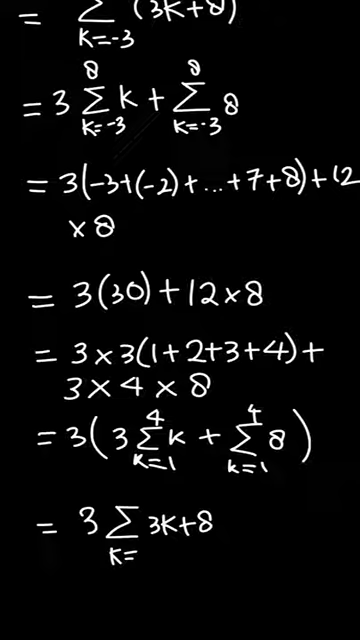 = ∑ (3k+8)
k=-3
8 8
= 3 ∑ k + ∑ 8
k=-3 k=-3
= 3(-3+(-2)+...+7+8)+12
× 8
= 3(30)+12×8
= 3×3(1+2+3+4)+
3×4×8
4 4
= 3(3 ∑ k + ∑ 8)
k=1 k=1
= 3 ∑ 3k+8
k=